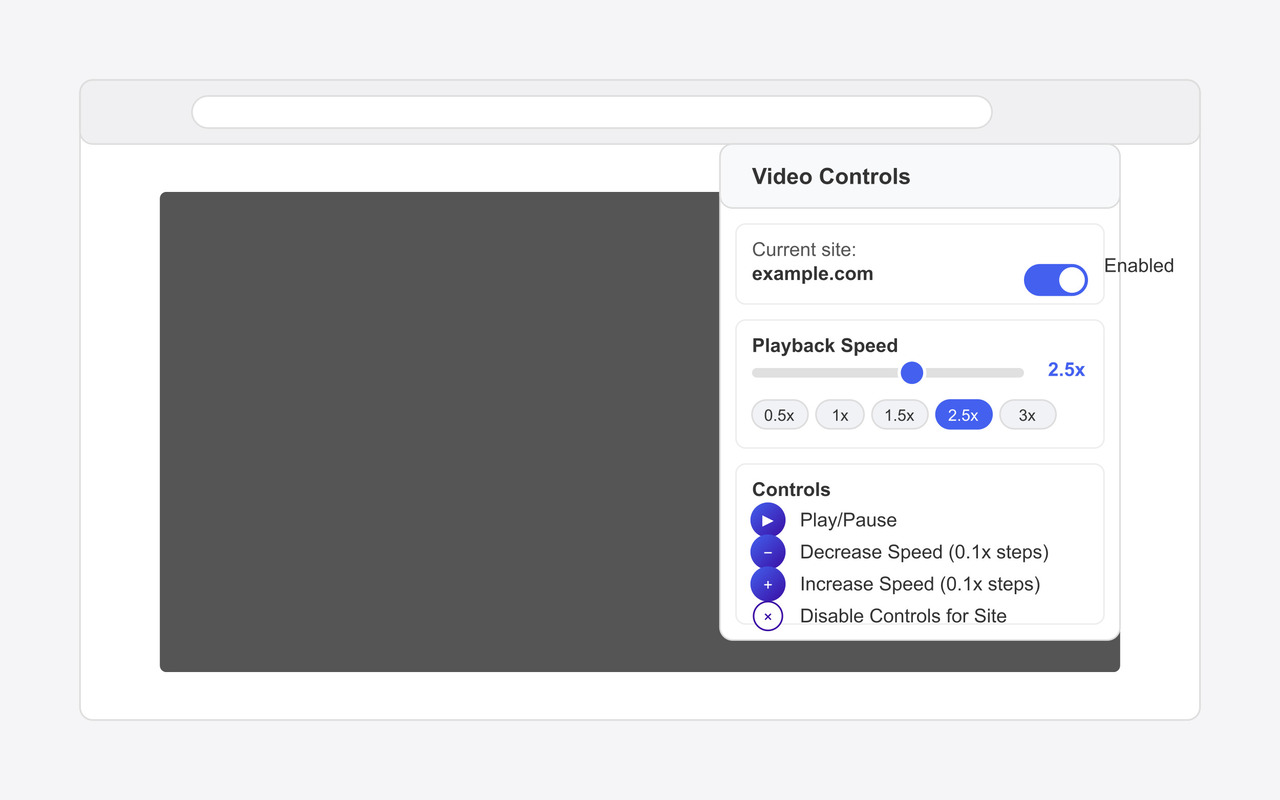 Video Controls
Current site:
example.com
Enabled
Playback Speed
2.5x
0.5x 1x 1.5x 2.5x 3x
Controls
▶ Play/Pause
− Decrease Speed (0.1x steps)
+ Increase Speed (0.1x steps)
× Disable Controls for Site